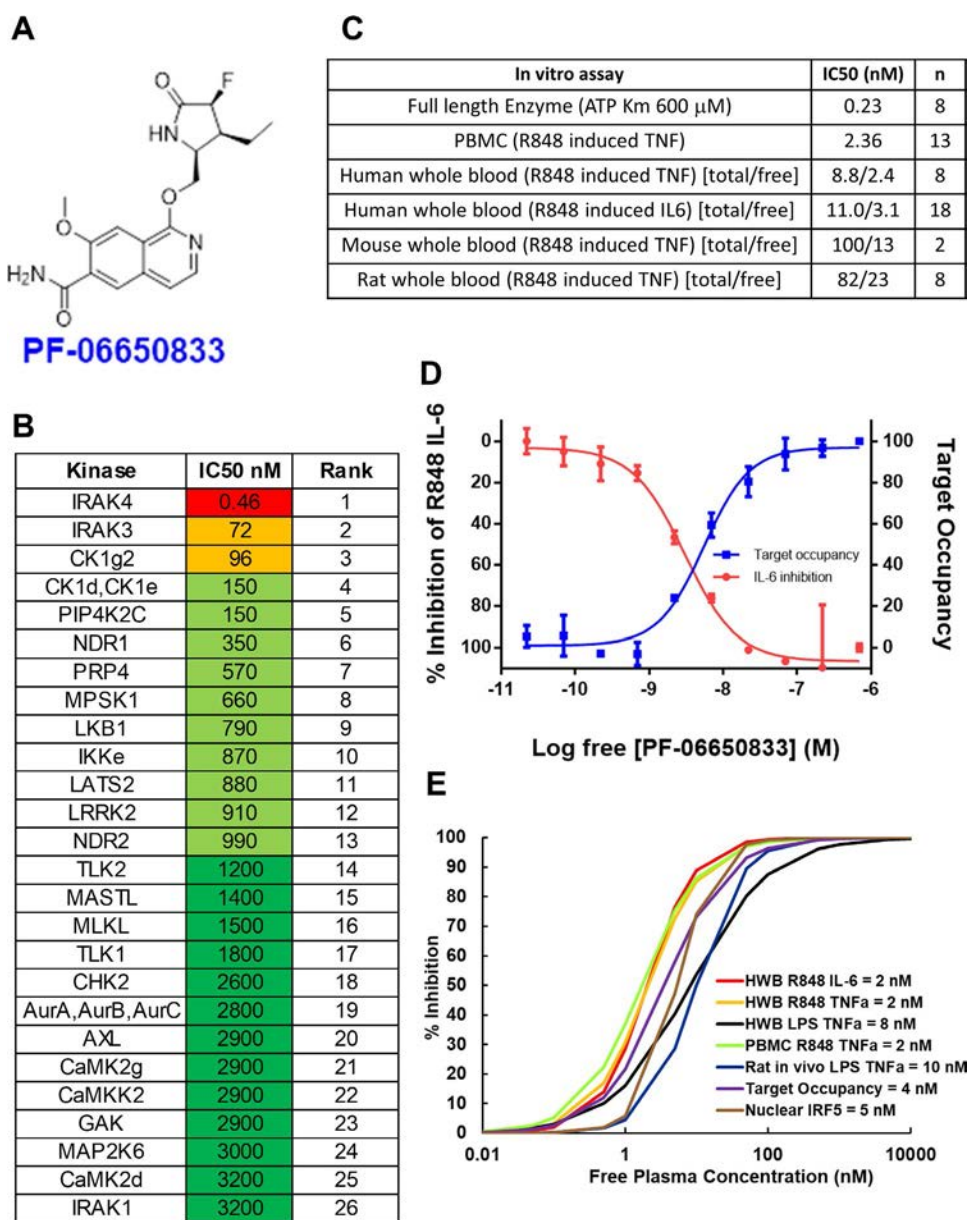 A
O
F
HN
O
O
N
H₂N
O
PF-06650833
C
In vitro assay IC50 (nM) n
Full length Enzyme (ATP Km 600 μM) 0.23 8
PBMC (R848 induced TNF) 2.36 13
Human whole blood (R848 induced TNF) [total/free] 8.8/2.4 8
Human whole blood (R848 induced IL6) [total/free] 11.0/3.1 18
Mouse whole blood (R848 induced TNF) [total/free] 100/13 2
Rat whole blood (R848 induced TNF) [total/free] 82/23 8
B
Kinase IC50 nM Rank
IRAK4 0.46 1
IRAK3 72 2
CK1g2 96 3
CK1d,CK1e 150 4
PIP4K2C 150 5
NDR1 350 6
PRP4 570 7
MPSK1 660 8
LKB1 790 9
IKKe 870 10
LATS2 880 11
LRRK2 910 12
NDR2 990 13
TLK2 1200 14
MASTL 1400 15
MLKL 1500 16
TLK1 1800 17
CHK2 2600 18
AurA,AurB,AurC 2800 19
AXL 2900 20
CaMK2g 2900 21
CaMKK2 2900 22
GAK 2900 23
MAP2K6 3000 24
CaMK2d 3200 25
IRAK1 3200 26
D
% Inhibition of R848 IL-6
0
20
40
60
80
100
Target occupancy
IL-6 inhibition
100
80
60
40
20
0
Target Occupancy
-11 -10 -9 -8 -7 -6
Log free [PF-06650833] (M)
E
% Inhibition
100
90
80
70
60
50
40
30
20
10
0
HWB R848 IL-6 = 2 nM
HWB R848 TNFa = 2 nM
HWB LPS TNFa = 8 nM
PBMC R848 TNFa = 2 nM
Rat in vivo LPS TNFa = 10 nM
Target Occupancy = 4 nM
Nuclear IRF5 = 5 nM
0.01 1 100 10000
Free Plasma Concentration (nM)